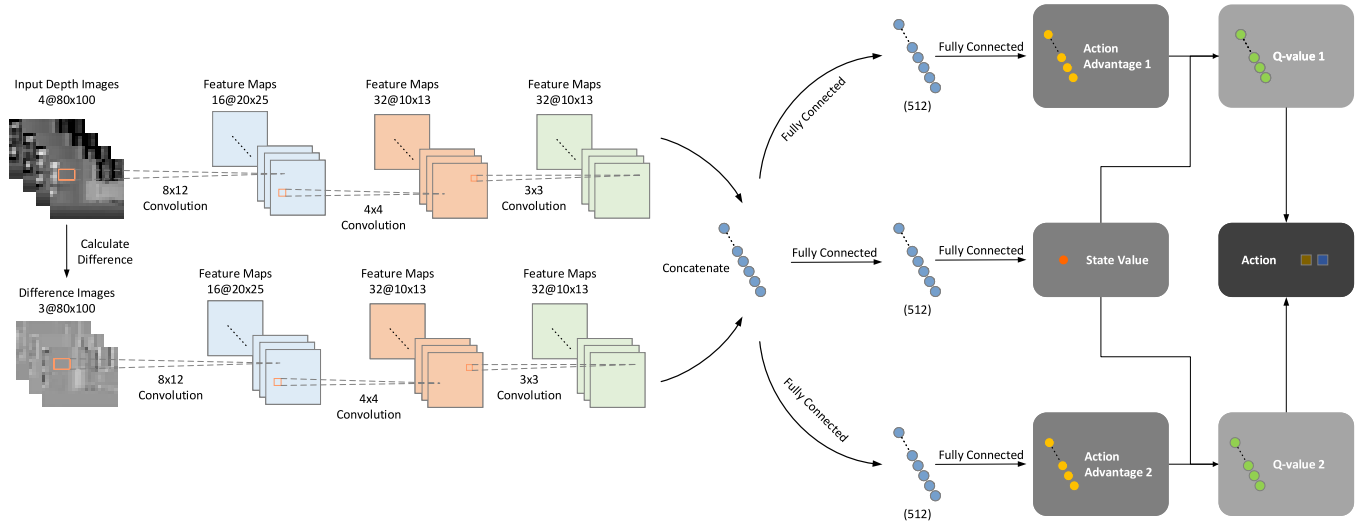 Input Depth Images
4@80x100
Feature Maps
16@20x25
Feature Maps
32@10x13
Feature Maps
32@10x13
8x12
Convolution
4x4
Convolution
3x3
Convolution
Calculate
Difference
Difference Images
3@80x100
Feature Maps
16@20x25
Feature Maps
32@10x13
Feature Maps
32@10x13
8x12
Convolution
4x4
Convolution
3x3
Convolution
Concatenate
Fully Connected
(512)
Fully Connected
Action
Advantage 1
Q-value 1
Fully Connected
(512)
Fully Connected
State Value
Action
Fully Connected
(512)
Fully Connected
Action
Advantage 2
Q-value 2